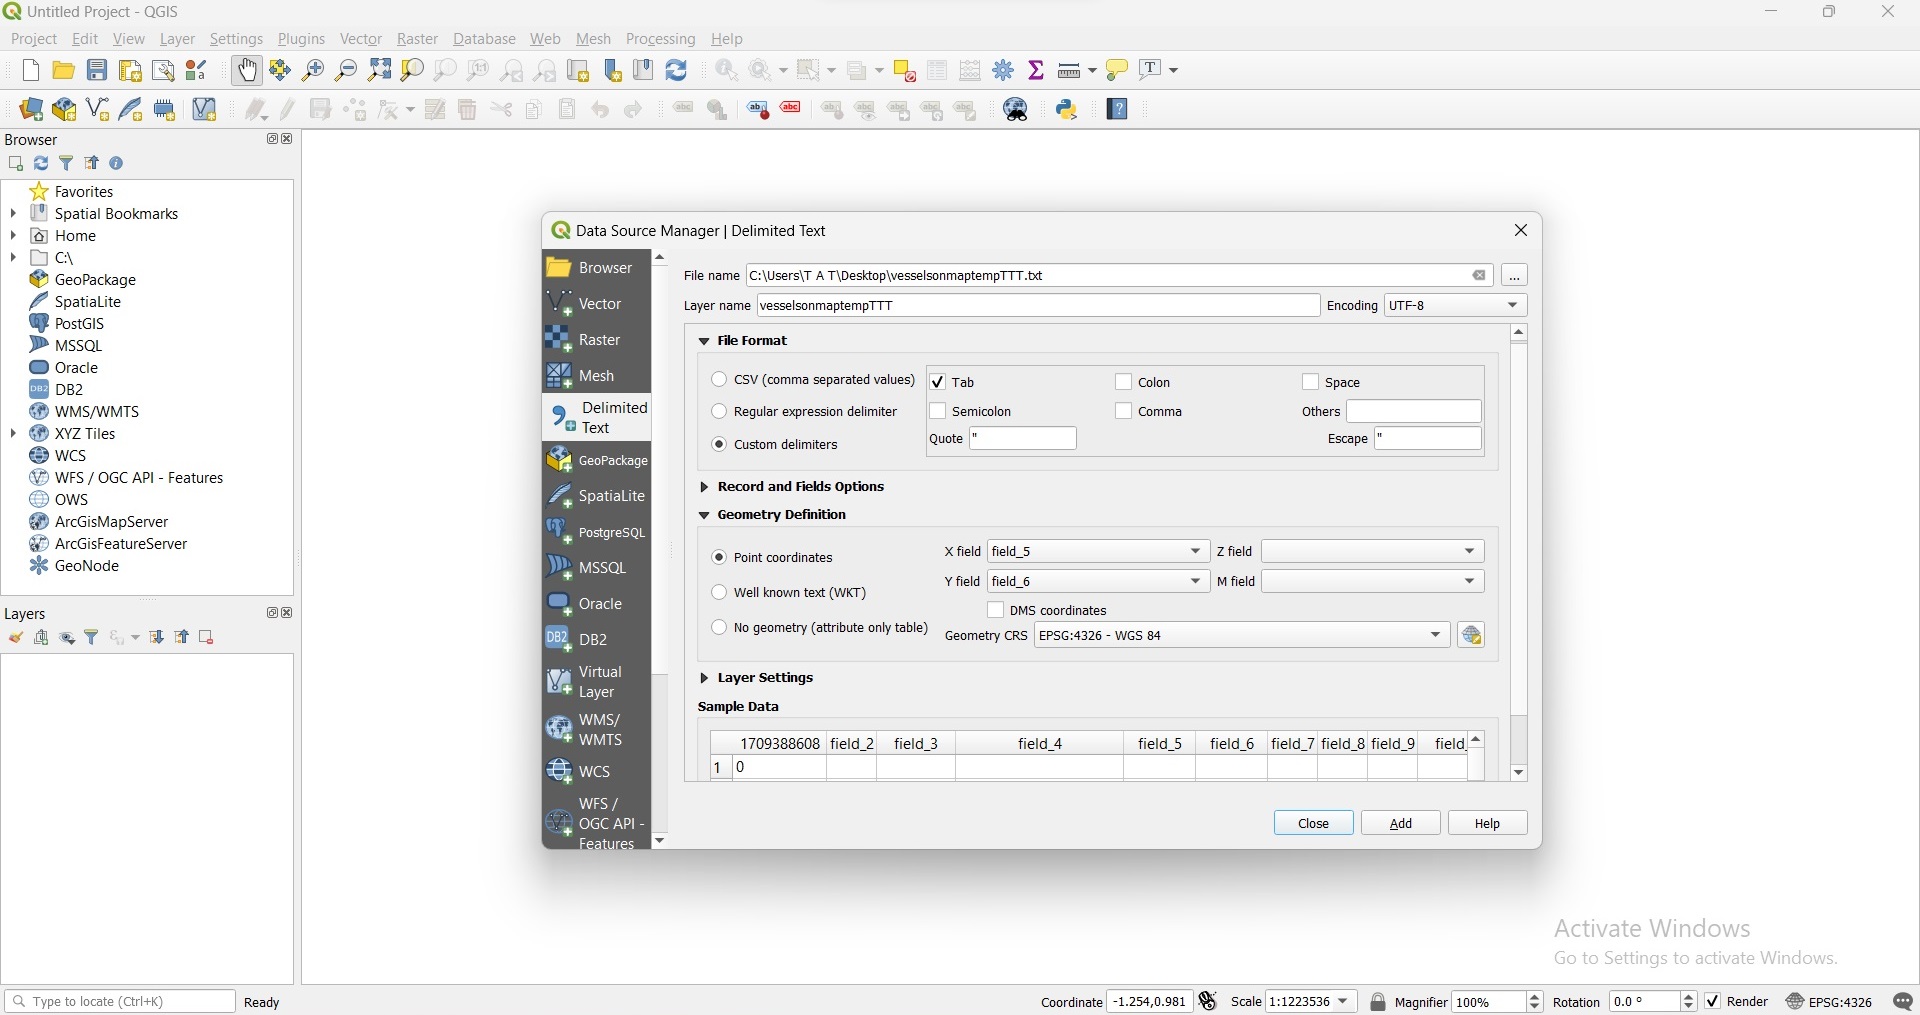 Untitled Project - QGIS
Project Edit View Layer Settings Plugins Vector Raster Database Web Mesh Processing Help
Browser
Favorites
Spatial Bookmarks
Home
C:\
GeoPackage
SpatiaLite
PostGIS
MSSQL
Oracle
DB2
WMS/WMTS
XYZ Tiles
WCS
WFS / OGC API - Features
OWS
ArcGisMapServer
ArcGisFeatureServer
GeoNode
Layers
Data Source Manager | Delimited Text
Browser
Vector
Raster
Mesh
Delimited
Text
GeoPackage
SpatiaLite
PostgreSQL
MSSQL
Oracle
DB2
Virtual
Layer
WMS/
WMTS
WCS
WFS /
OGC API -
Features
File name C:\Users\T A T\Desktop\vesselsonmaptempTTT.txt ...
Layer name vesselsonmaptempTTT Encoding UTF-8
File Format
CSV (comma separated values) Tab Colon Space
Regular expression delimiter Semicolon Comma Others
Custom delimiters Quote " Escape "
Record and Fields Options
Geometry Definition
Point coordinates X field field_5 Z field
Y field field_6 M field
Well known text (WKT)
DMS coordinates
No geometry (attribute only table) Geometry CRS EPSG:4326 - WGS 84
Layer Settings
Sample Data
1709388608 field_2 field_3 field_4 field_5 field_6 field_7 field_8 field_9 field_
1 0
Close Add Help
Activate Windows
Go to Settings to activate Windows.
Type to locate (Ctrl+K) Ready Coordinate -1.254,0.981 Scale 1:1223536 Magnifier 100% Rotation 0.0 ° Render EPSG:4326